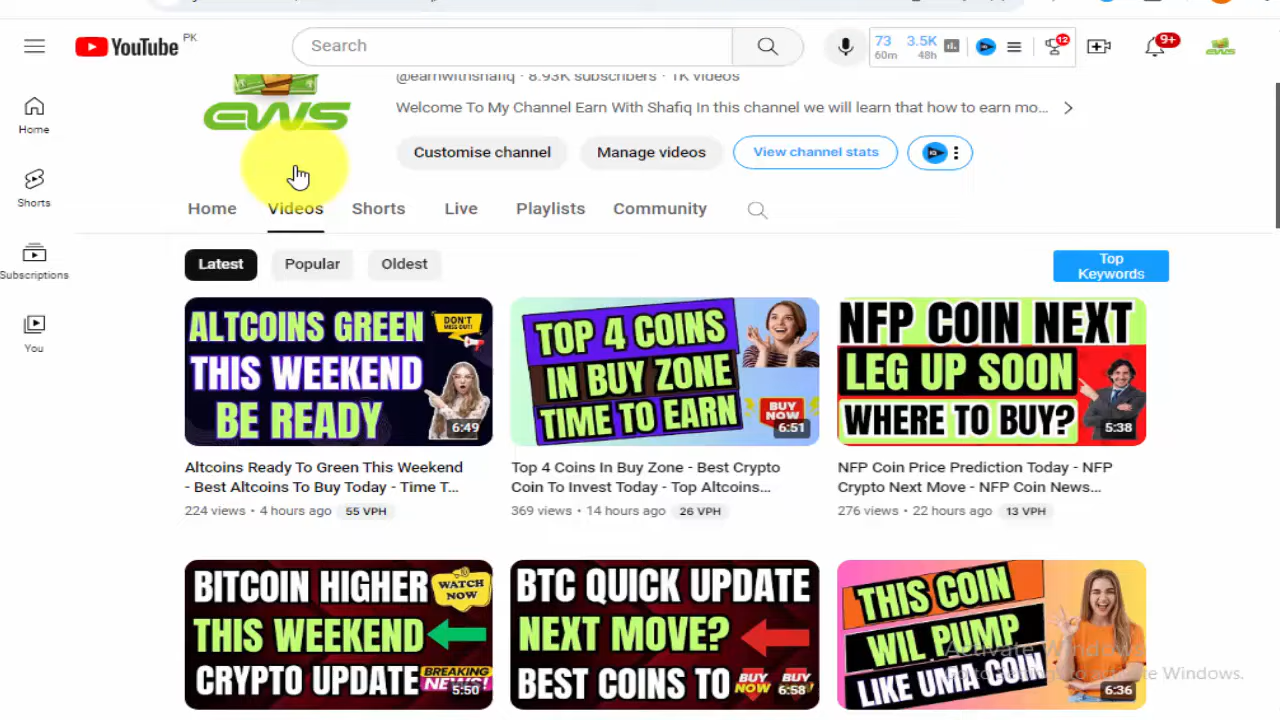 YouTube PK
Search
73
60m
3.5K
48h
12
9+
@earnwithshafiq · 8.93K subscribers · 1K videos
EWS
Welcome To My Channel Earn With Shafiq In this channel we will learn that how to earn mo...
Customise channel
Manage videos
View channel stats
Home
Videos
Shorts
Live
Playlists
Community
Home
Shorts
Subscriptions
You
Latest
Popular
Oldest
Top
Keywords
ALTCOINS GREEN
THIS WEEKEND
BE READY
DON'T
MISS OUT!
6:49
TOP 4 COINS
IN BUY ZONE
TIME TO EARN
BUY
NOW
6:51
NFP COIN NEXT
LEG UP SOON
WHERE TO BUY?
5:38
Altcoins Ready To Green This Weekend
- Best Altcoins To Buy Today - Time T...
224 views · 4 hours ago 55 VPH
Top 4 Coins In Buy Zone - Best Crypto
Coin To Invest Today - Top Altcoins...
369 views · 14 hours ago 26 VPH
NFP Coin Price Prediction Today - NFP
Crypto Next Move - NFP Coin News...
276 views · 22 hours ago 13 VPH
BITCOIN HIGHER
THIS WEEKEND
CRYPTO UPDATE
WATCH
NOW
BREAKING
NEWS!
5:50
BTC QUICK UPDATE
NEXT MOVE?
BEST COINS TO
BUY
NOW
BUY
6:58
THIS COIN
WIL PUMP
LIKE UMA COIN
6:36
Activate Windows